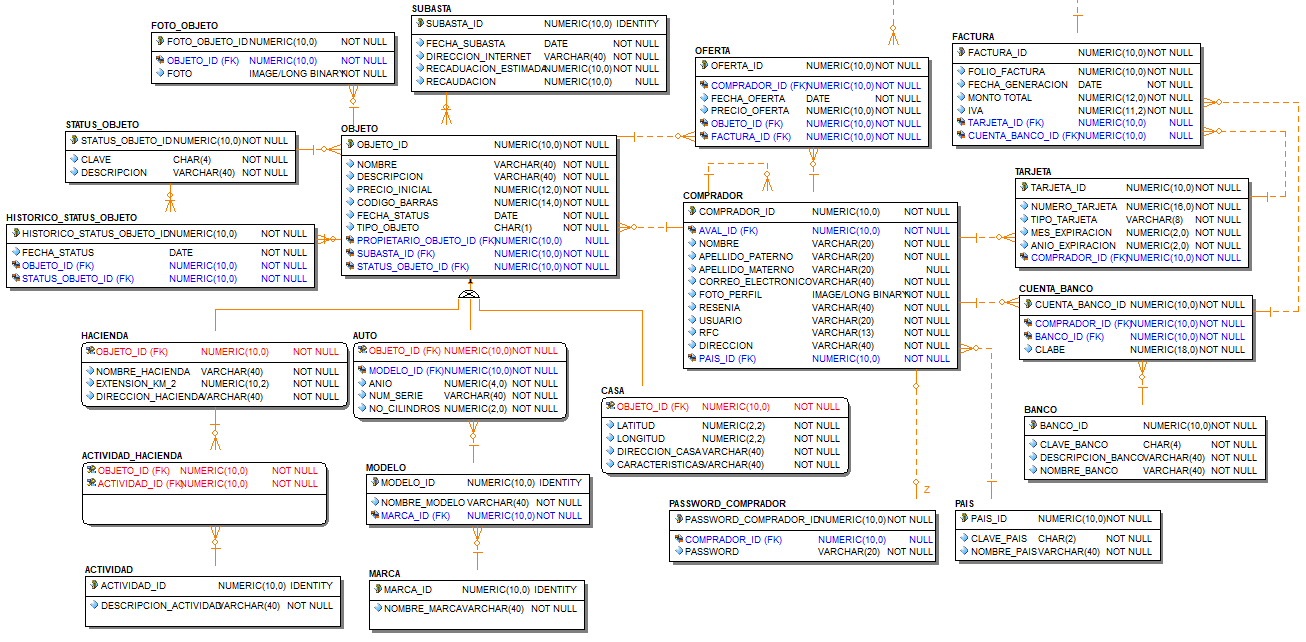 SUBASTA
SUBASTA_ID NUMERIC(10,0) IDENTITY
FECHA_SUBASTA DATE NOT NULL
DIRECCION_INTERNET VARCHAR(40) NOT NULL
RECADUACION_ESTIMADA NUMERIC(10,0) NOT NULL
RECAUDACION NUMERIC(10,0) NULL
FOTO_OBJETO
FOTO_OBJETO_ID NUMERIC(10,0) NOT NULL
OBJETO_ID (FK) NUMERIC(10,0) NOT NULL
FOTO IMAGE/LONG BINARY NOT NULL
OFERTA
OFERTA_ID NUMERIC(10,0) NOT NULL
COMPRADOR_ID (FK) NUMERIC(10,0) NOT NULL
FECHA_OFERTA DATE NOT NULL
PRECIO_OFERTA NUMERIC(10,0) NOT NULL
OBJETO_ID (FK) NUMERIC(10,0) NOT NULL
FACTURA_ID (FK) NUMERIC(10,0) NOT NULL
FACTURA
FACTURA_ID NUMERIC(10,0) NOT NULL
FOLIO_FACTURA NUMERIC(10,0) NOT NULL
FECHA_GENERACION DATE NOT NULL
MONTO TOTAL NUMERIC(12,0) NOT NULL
IVA NUMERIC(11,2) NOT NULL
TARJETA_ID (FK) NUMERIC(10,0) NULL
CUENTA_BANCO_ID (FK) NUMERIC(10,0) NULL
STATUS_OBJETO
STATUS_OBJETO_ID NUMERIC(10,0) NOT NULL
CLAVE CHAR(4) NOT NULL
DESCRIPCION VARCHAR(40) NOT NULL
OBJETO
OBJETO_ID NUMERIC(10,0) NOT NULL
NOMBRE VARCHAR(40) NOT NULL
DESCRIPCION VARCHAR(40) NOT NULL
PRECIO_INICIAL NUMERIC(12,0) NOT NULL
CODIGO_BARRAS NUMERIC(14,0) NOT NULL
FECHA_STATUS DATE NOT NULL
TIPO_OBJETO CHAR(1) NOT NULL
PROPIETARIO_OBJETO_ID (FK) NUMERIC(10,0) NULL
SUBASTA_ID (FK) NUMERIC(10,0) NOT NULL
STATUS_OBJETO_ID (FK) NUMERIC(10,0) NOT NULL
TARJETA
TARJETA_ID NUMERIC(10,0) NOT NULL
NUMERO_TARJETA NUMERIC(16,0) NOT NULL
TIPO_TARJETA VARCHAR(8) NOT NULL
MES_EXPIRACION NUMERIC(2,0) NOT NULL
ANIO_EXPIRACION NUMERIC(2,0) NOT NULL
COMPRADOR_ID (FK) NUMERIC(10,0) NOT NULL
COMPRADOR
COMPRADOR_ID NUMERIC(10,0) NOT NULL
AVAL_ID (FK) NUMERIC(10,0) NOT NULL
NOMBRE VARCHAR(20) NOT NULL
APELLIDO_PATERNO VARCHAR(20) NOT NULL
APELLIDO_MATERNO VARCHAR(20) NULL
CORREO_ELECTRONICO VARCHAR(40) NOT NULL
FOTO_PERFIL IMAGE/LONG BINARY NOT NULL
RESENIA VARCHAR(40) NOT NULL
USUARIO VARCHAR(20) NOT NULL
RFC VARCHAR(13) NOT NULL
DIRECCION VARCHAR(40) NOT NULL
PAIS_ID (FK) NUMERIC(10,0) NOT NULL
HISTORICO_STATUS_OBJETO
HISTORICO_STATUS_OBJETO_ID NUMERIC(10,0) NOT NULL
FECHA_STATUS DATE NOT NULL
OBJETO_ID (FK) NUMERIC(10,0) NOT NULL
STATUS_OBJETO_ID (FK) NUMERIC(10,0) NOT NULL
CUENTA_BANCO
CUENTA_BANCO_ID NUMERIC(10,0) NOT NULL
COMPRADOR_ID (FK) NUMERIC(10,0) NOT NULL
BANCO_ID (FK) NUMERIC(10,0) NOT NULL
CLABE NUMERIC(18,0) NOT NULL
HACIENDA
OBJETO_ID (FK) NUMERIC(10,0) NOT NULL
NOMBRE_HACIENDA VARCHAR(40) NOT NULL
EXTENSION_KM_2 NUMERIC(10,2) NOT NULL
DIRECCION_HACIENDA VARCHAR(40) NOT NULL
AUTO
OBJETO_ID (FK) NUMERIC(10,0) NOT NULL
MODELO_ID (FK) NUMERIC(10,0) NOT NULL
ANIO NUMERIC(4,0) NOT NULL
NUM_SERIE VARCHAR(40) NOT NULL
NO_CILINDROS NUMERIC(2,0) NOT NULL
CASA
OBJETO_ID (FK) NUMERIC(10,0) NOT NULL
LATITUD NUMERIC(2,2) NOT NULL
LONGITUD NUMERIC(2,2) NOT NULL
DIRECCION_CASA VARCHAR(40) NOT NULL
CARACTERISTICAS VARCHAR(40) NOT NULL
BANCO
BANCO_ID NUMERIC(10,0) NOT NULL
CLAVE_BANCO CHAR(4) NOT NULL
DESCRIPCION_BANCO VARCHAR(40) NOT NULL
NOMBRE_BANCO VARCHAR(40) NOT NULL
ACTIVIDAD_HACIENDA
OBJETO_ID (FK) NUMERIC(10,0) NOT NULL
ACTIVIDAD_ID (FK) NUMERIC(10,0) NOT NULL
MODELO
MODELO_ID NUMERIC(10,0) IDENTITY
NOMBRE_MODELO VARCHAR(40) NOT NULL
MARCA_ID (FK) NUMERIC(10,0) NOT NULL
Z
PASSWORD_COMPRADOR
PASSWORD_COMPRADOR_ID NUMERIC(10,0) NOT NULL
COMPRADOR_ID (FK) NUMERIC(10,0) NULL
PASSWORD VARCHAR(20) NOT NULL
PAIS
PAIS_ID NUMERIC(10,0) NOT NULL
CLAVE_PAIS CHAR(2) NOT NULL
NOMBRE_PAIS VARCHAR(40) NOT NULL
ACTIVIDAD
ACTIVIDAD_ID NUMERIC(10,0) IDENTITY
DESCRIPCION_ACTIVIDAD VARCHAR(40) NOT NULL
MARCA
MARCA_ID NUMERIC(10,0) IDENTITY
NOMBRE_MARCA VARCHAR(40) NOT NULL